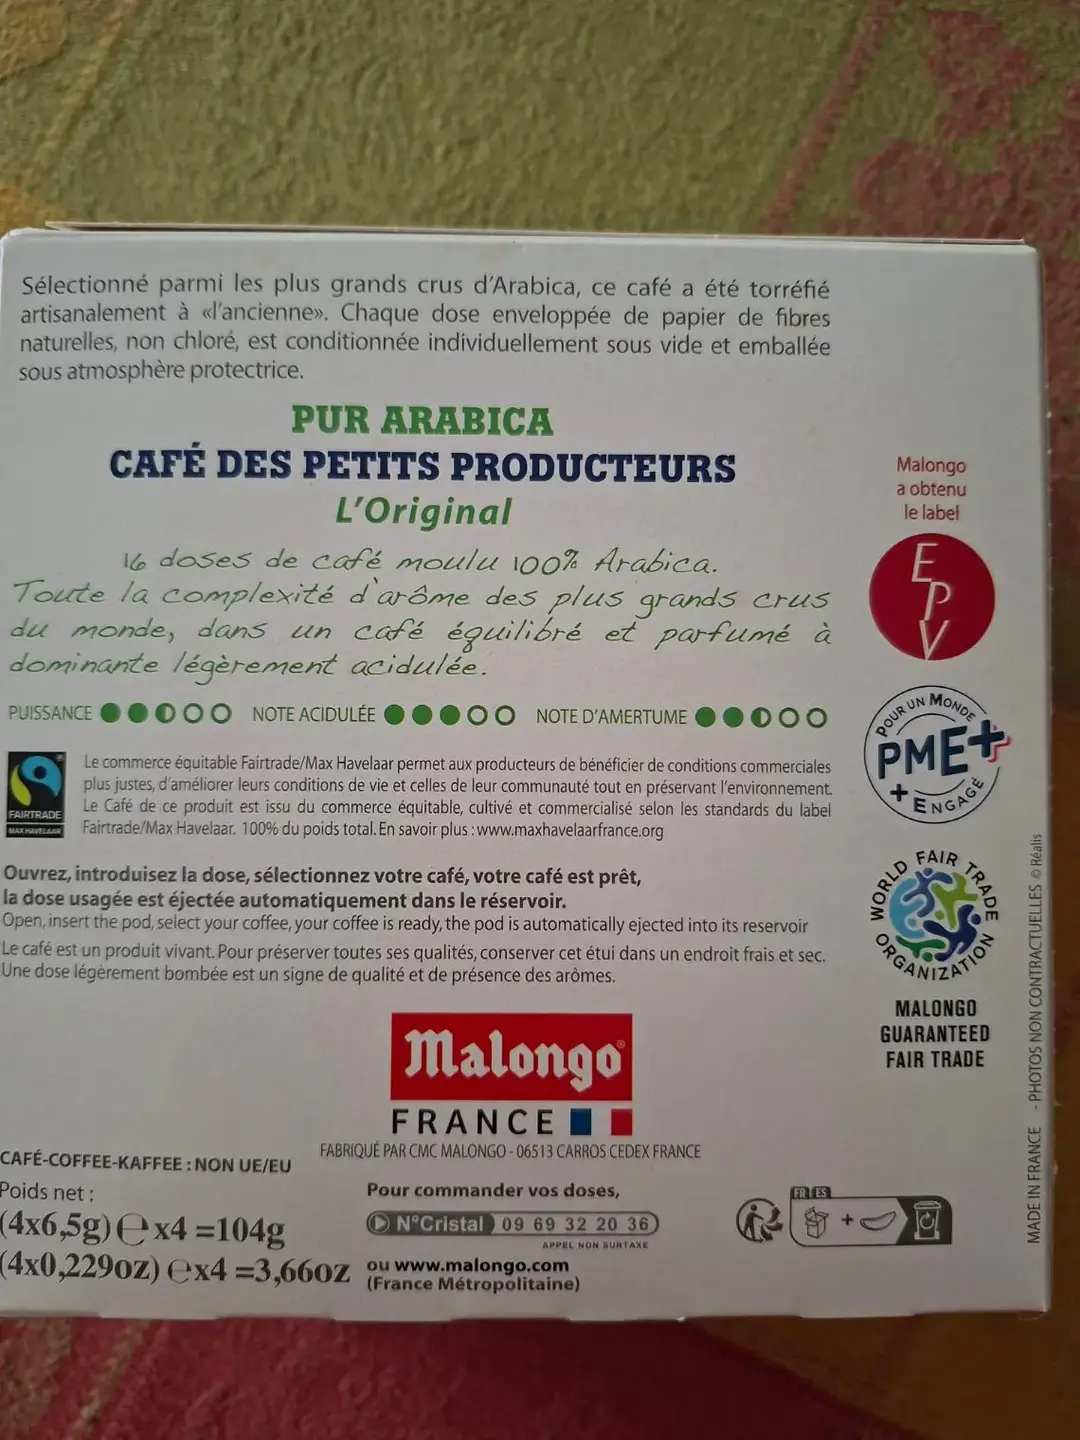 Sélectionné parmi les plus grands crus d'Arabica, ce café a été torréfié
artisanalement à «l'ancienne». Chaque dose enveloppée de papier de fibres
naturelles, non chloré, est conditionnée individuellement sous vide et emballée
sous atmosphère protectrice.
PUR ARABICA
CAFÉ DES PETITS PRODUCTEURS
L'Original
16 doses de café moulu 100% Arabica.
Toute la complexité d'arôme des plus grands crus
du monde, dans un café équilibré et parfumé à
dominante légèrement acidulée.
PUISSANCE NOTE ACIDULÉE NOTE D'AMERTUME
Malongo
a obtenu
le label
E
P
V
POUR UN MONDE
PME+
+ ENGAGÉ
FAIRTRADE
MAX HAVELAAR
Le commerce équitable Fairtrade/Max Havelaar permet aux producteurs de bénéficier de conditions commerciales
plus justes, d'améliorer leurs conditions de vie et celles de leur communauté tout en préservant l'environnement.
Le Café de ce produit est issu du commerce équitable, cultivé et commercialisé selon les standards du label
Fairtrade/Max Havelaar. 100% du poids total. En savoir plus : www.maxhavelaarfrance.org
Ouvrez, introduisez la dose, sélectionnez votre café, votre café est prêt,
la dose usagée est éjectée automatiquement dans le réservoir.
Open, insert the pod, select your coffee, your coffee is ready, the pod is automatically ejected into its reservoir
Le café est un produit vivant. Pour préserver toutes ses qualités, conserver cet étui dans un endroit frais et sec.
Une dose légèrement bombée est un signe de qualité et de présence des arômes.
WORLD FAIR TRADE
ORGANIZATION
MALONGO
GUARANTEED
FAIR TRADE
Malongo®
FRANCE
FABRIQUÉ PAR CMC MALONGO - 06513 CARROS CEDEX FRANCE
CAFÉ-COFFEE-KAFFEE : NON UE/EU
Poids net :
(4x6,5g) e x4 =104g
(4x0,229oz) ex4 =3,66oz
Pour commander vos doses,
N°Cristal 09 69 32 20 36
APPEL NON SURTAXE
ou www.malongo.com
(France Métropolitaine)
FR TES
+
MADE IN FRANCE - PHOTOS NON CONTRACTUELLES © Réalis